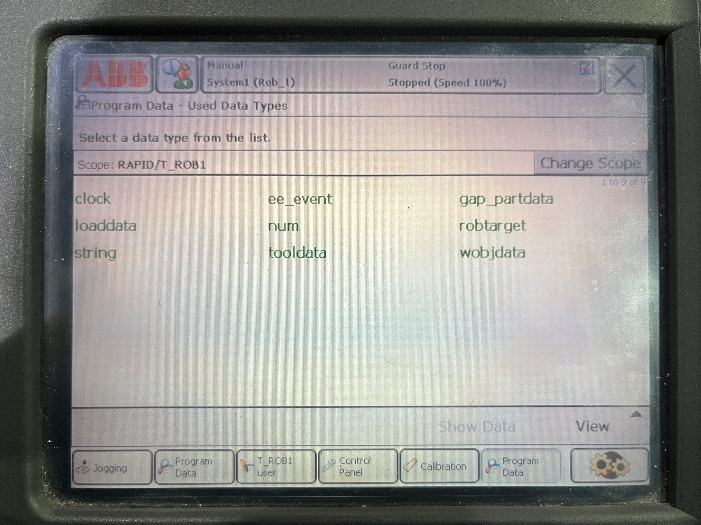 ABB
Manual
System1 (Rob_1)
Guard Stop
Stopped (Speed 100%)
Program Data - Used Data Types
Select a data type from the list.
Scope: RAPID/T_ROB1
Change Scope
1 to 9 of 9
clock ee_event gap_partdata
loaddata num robtarget
string tooldata wobjdata
Show Data View
Jogging
Program
Data
T_ROB1
user
Control
Panel
Calibration
Program
Data